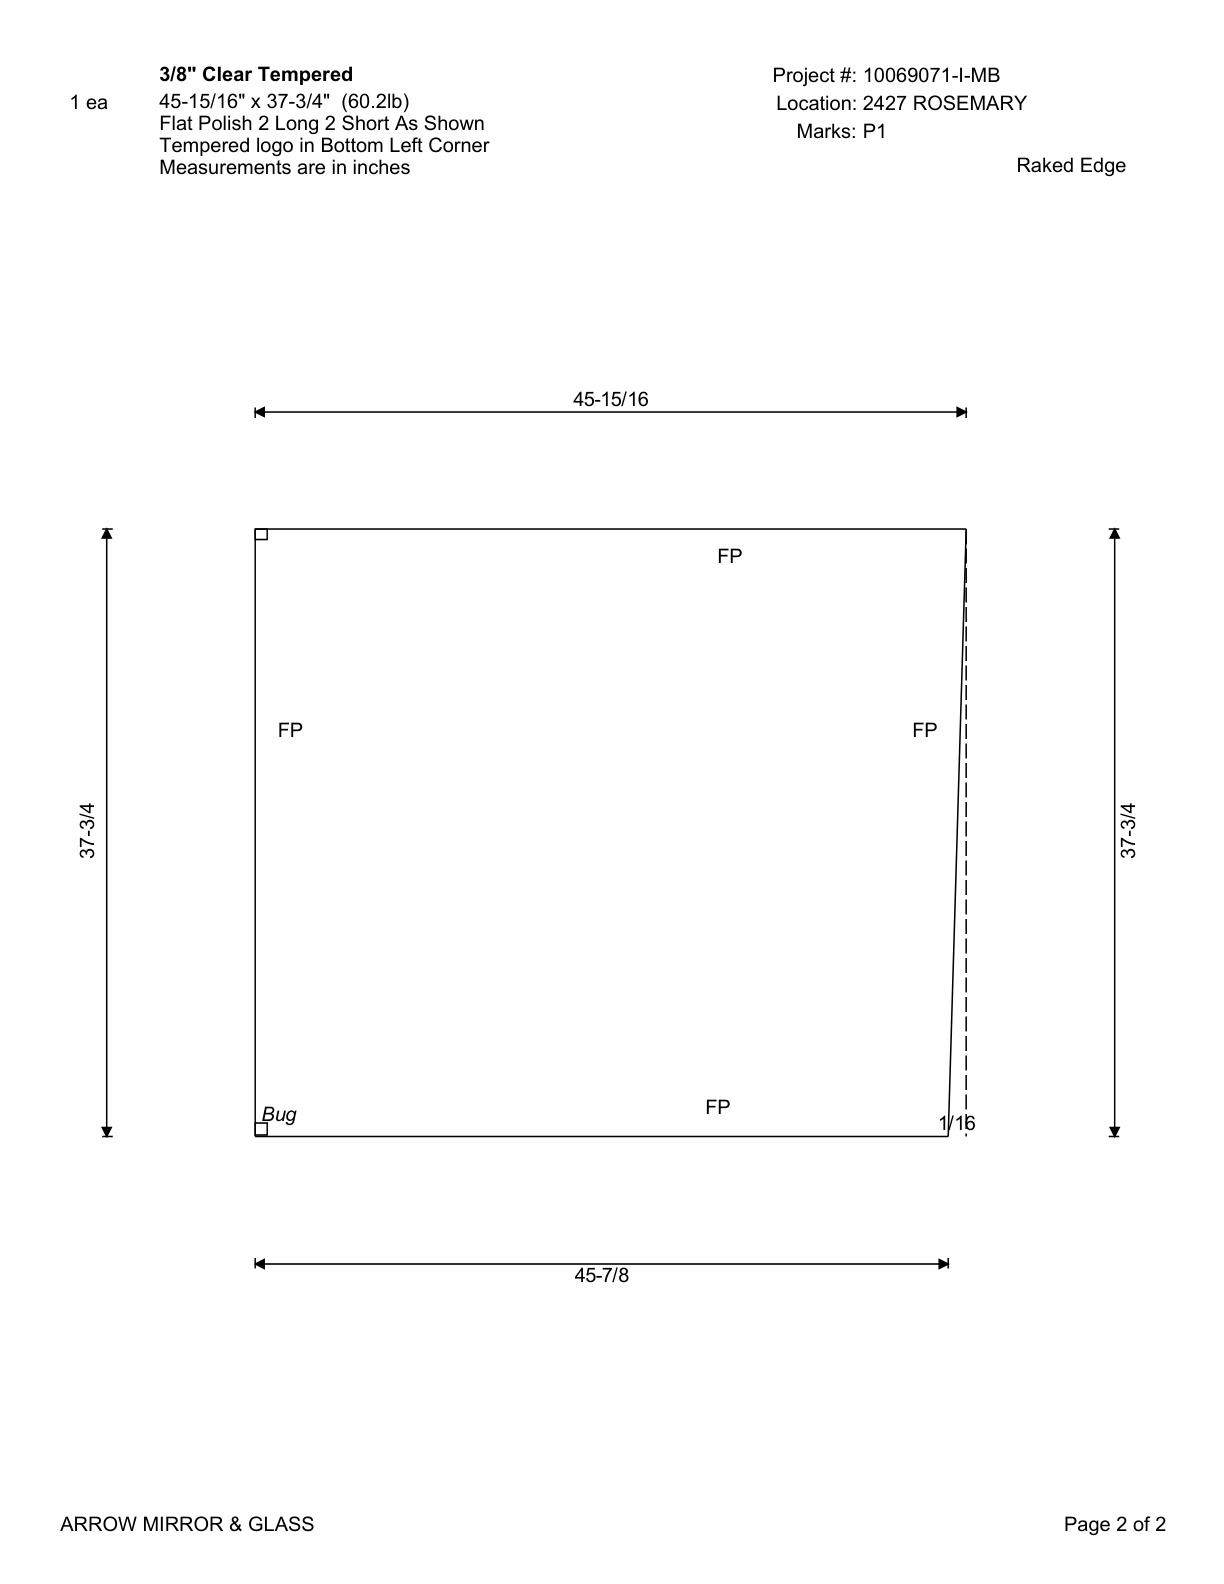 3/8" Clear Tempered
1 ea
45-15/16" x 37-3/4" (60.2lb)
Flat Polish 2 Long 2 Short As Shown
Tempered logo in Bottom Left Corner
Measurements are in inches
Project #: 10069071-I-MB
Location: 2427 ROSEMARY
Marks: P1
Raked Edge
45-15/16
FP
FP
FP
37-3/4
37-3/4
Bug
FP
1/16
45-7/8
ARROW MIRROR & GLASS
Page 2 of 2